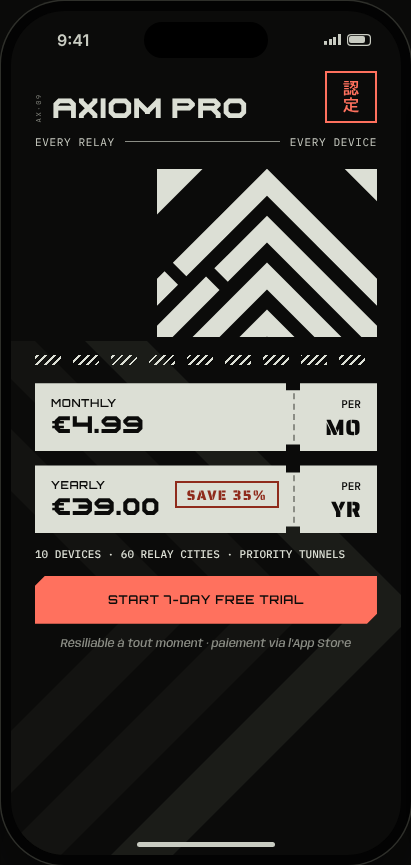 9:41
AX-09
AXIOM PRO
認定
EVERY RELAY
EVERY DEVICE
MONTHLY
€4.99
PER
MO
YEARLY
€39.00
SAVE 35%
PER
YR
10 DEVICES · 60 RELAY CITIES · PRIORITY TUNNELS
START 7-DAY FREE TRIAL
Résiliable à tout moment · paiement via l'App Store